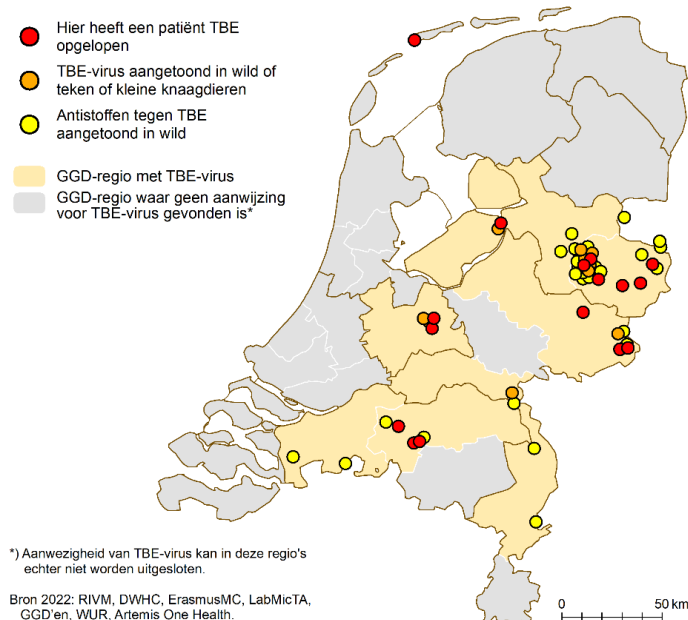 Hier heeft een patiënt TBE
opgelopen
TBE-virus aangetoond in wild of
teken of kleine knaagdieren
Antistoffen tegen TBE
aangetoond in wild
GGD-regio met TBE-virus
GGD-regio waar geen aanwijzing
voor TBE-virus gevonden is*
*) Aanwezigheid van TBE-virus kan in deze regio's
echter niet worden uitgesloten.
Bron 2022: RIVM, DWHC, ErasmusMC, LabMicTA,
GGD'en, WUR, Artemis One Health.
0 50 km